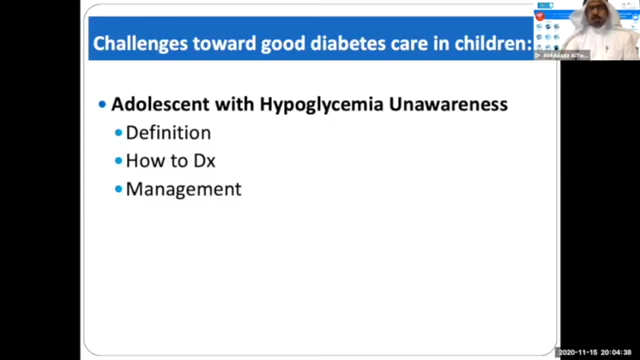 Challenges toward good diabetes care in children:
• Adolescent with Hypoglycemia Unawareness
• Definition
• How to Dx
• Management
2020-11-15 20:04:38